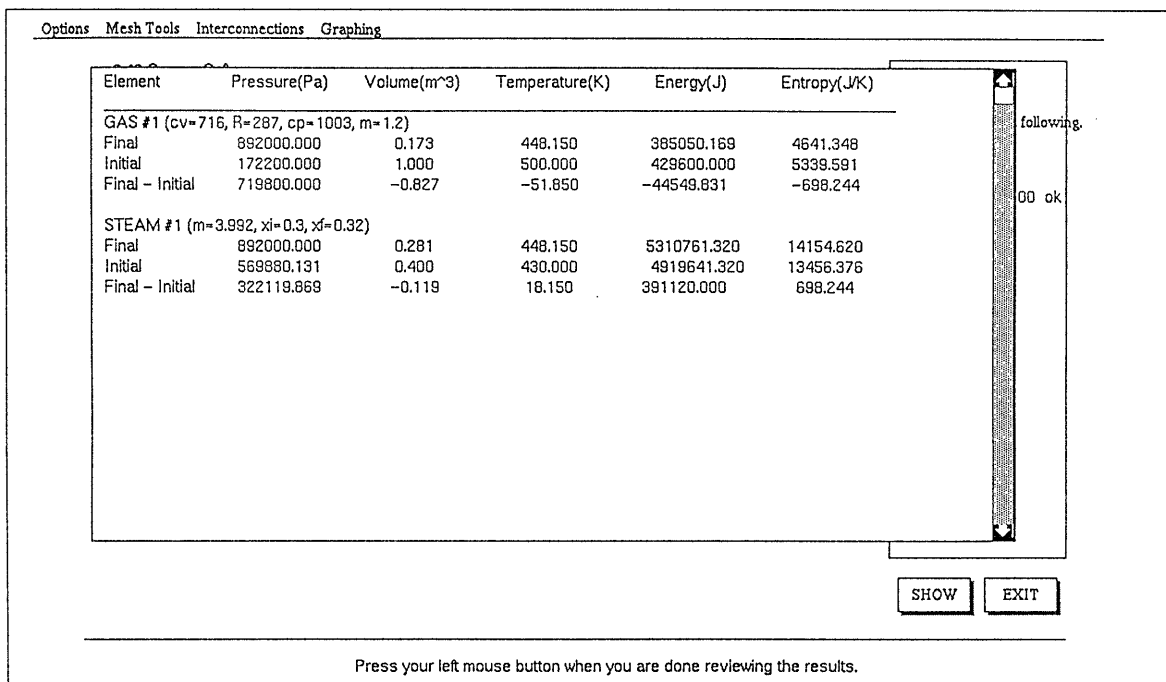 Options Mesh Tools Interconnections Graphing
Element Pressure(Pa) Volume(m^3) Temperature(K) Energy(J) Entropy(J/K)
GAS #1 (cv=716, R=287, cp=1003, m=1.2)
following.
Final 892000.000 0.173 448.150 385050.169 4641.348
Initial 172200.000 1.000 500.000 429600.000 5339.591
Final - Initial 719800.000 -0.827 -51.850 -44549.831 -698.244
00 ok
STEAM #1 (m=3.992, xi=0.3, xf=0.32)
Final 892000.000 0.281 448.150 5310761.320 14154.620
Initial 569880.131 0.400 430.000 4919641.320 13456.376
Final - Initial 322119.869 -0.119 18.150 391120.000 698.244
SHOW EXIT
Press your left mouse button when you are done reviewing the results.